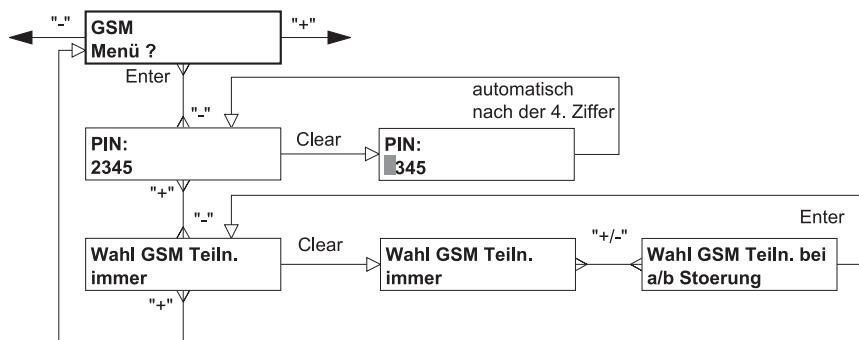 "-"
GSM
Menü ?
"+"
Enter
"-"
automatisch
nach der 4. Ziffer
PIN:
2345
Clear
PIN:
345
"+"
"-"
Wahl GSM Teiln.
immer
Clear
Wahl GSM Teiln.
immer
"+/-"
Wahl GSM Teiln. bei
a/b Stoerung
Enter
"+"